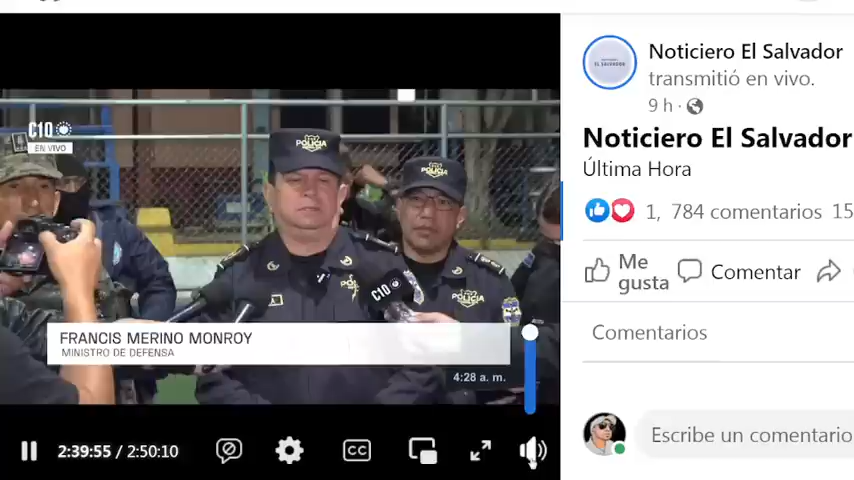 C10
EN VIVO
POLICIA
POLICIA
C10
FRANCIS MERINO MONROY
MINISTRO DE DEFENSA
4:28 a. m.
2:39:55 / 2:50:10
CC
Noticiero El Salvador
transmitió en vivo.
9 h ·
Noticiero El Salvador
Última Hora
1, 784 comentarios 15
Me gusta
Comentar
Comentarios
Escribe un comentario